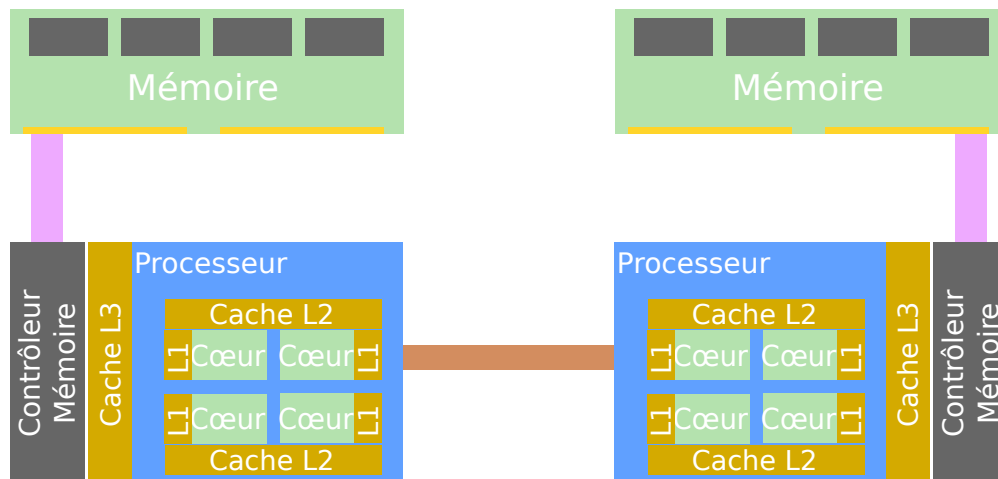 Mémoire
Mémoire
Contrôleur
Mémoire
Cache L3
Processeur
Cache L2
L1
Cœur
Cœur
L1
L1
Cœur
Cœur
L1
Cache L2
Processeur
Cache L2
L1
Cœur
Cœur
L1
L1
Cœur
Cœur
L1
Cache L2
Cache L3
Contrôleur
Mémoire